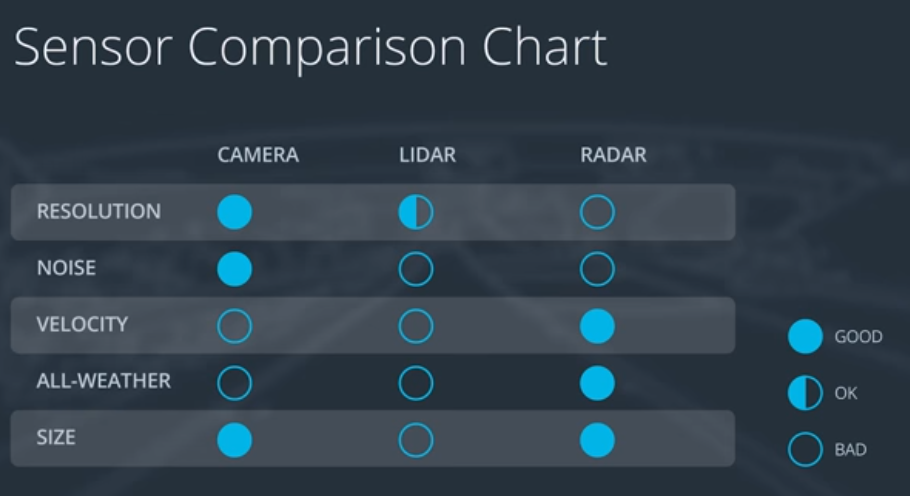 Sensor Comparison Chart
CAMERA LIDAR RADAR
RESOLUTION
NOISE
VELOCITY
GOOD
ALL-WEATHER
OK
SIZE
BAD